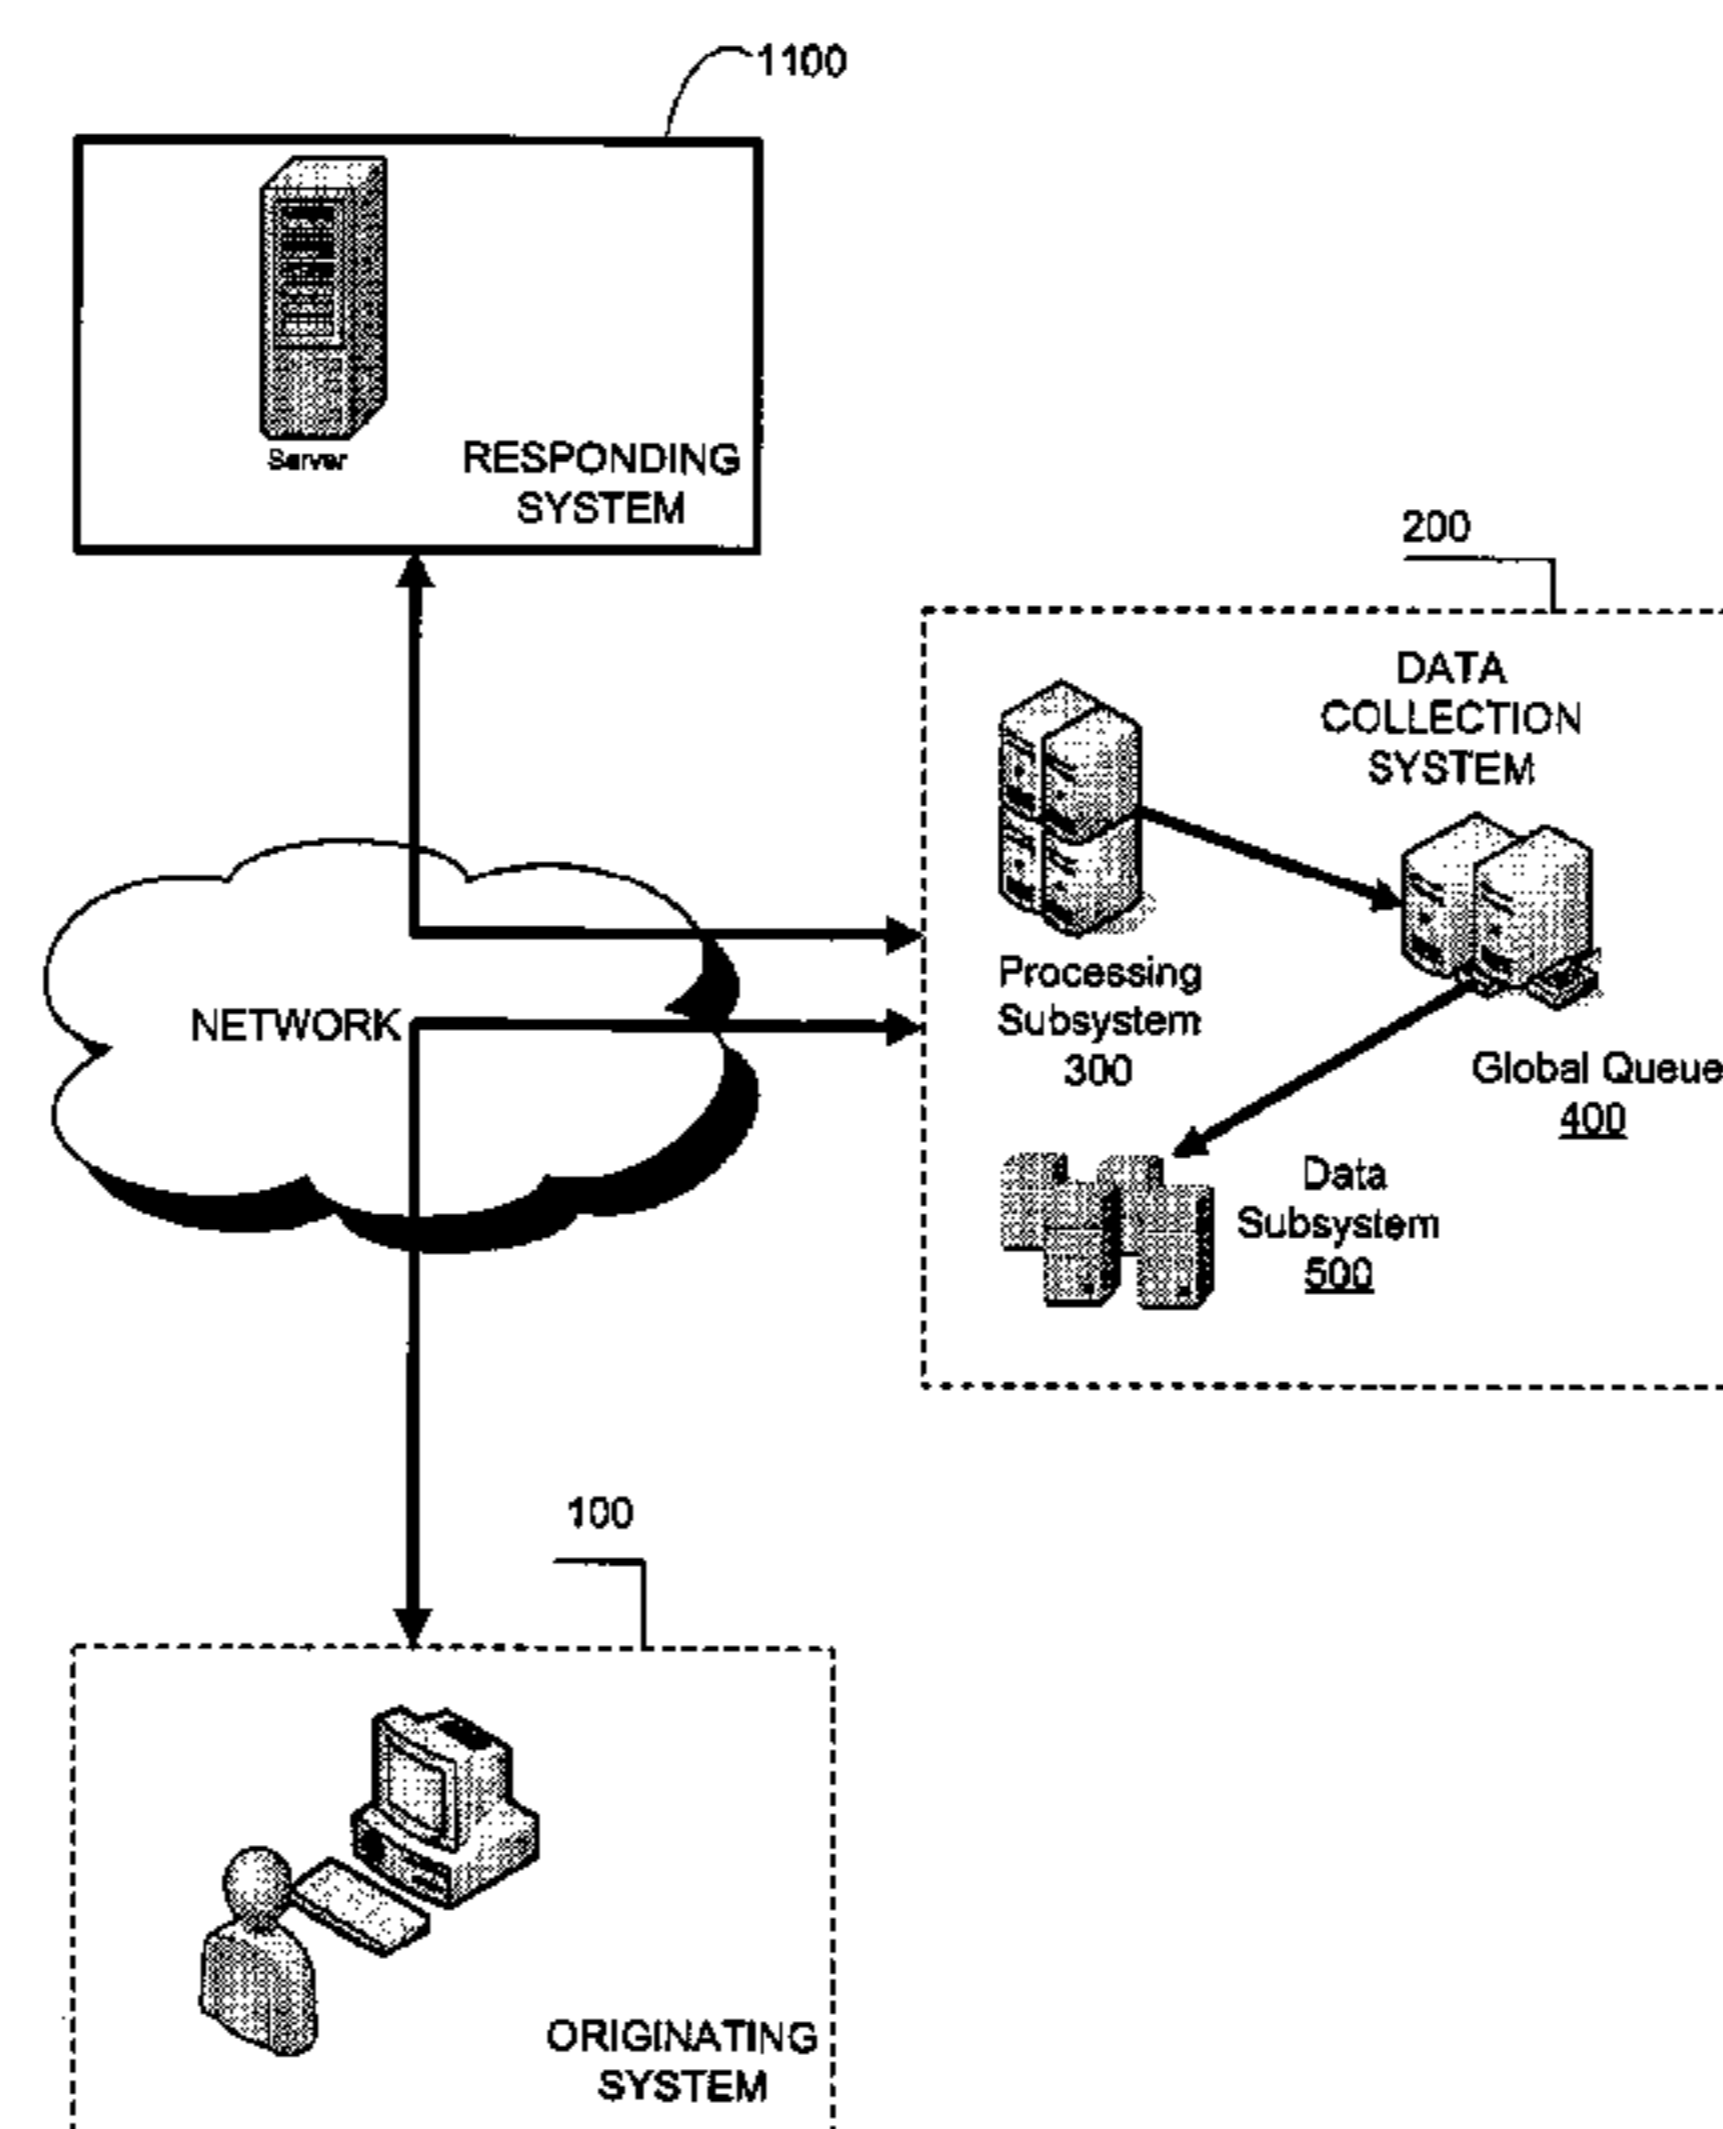 1100
Server
RESPONDING
SYSTEM
200
DATA
COLLECTION
SYSTEM
Processing
Subsystem
300
NETWORK
Global Queue
400
Data
Subsystem
500
100
ORIGINATING
SYSTEM